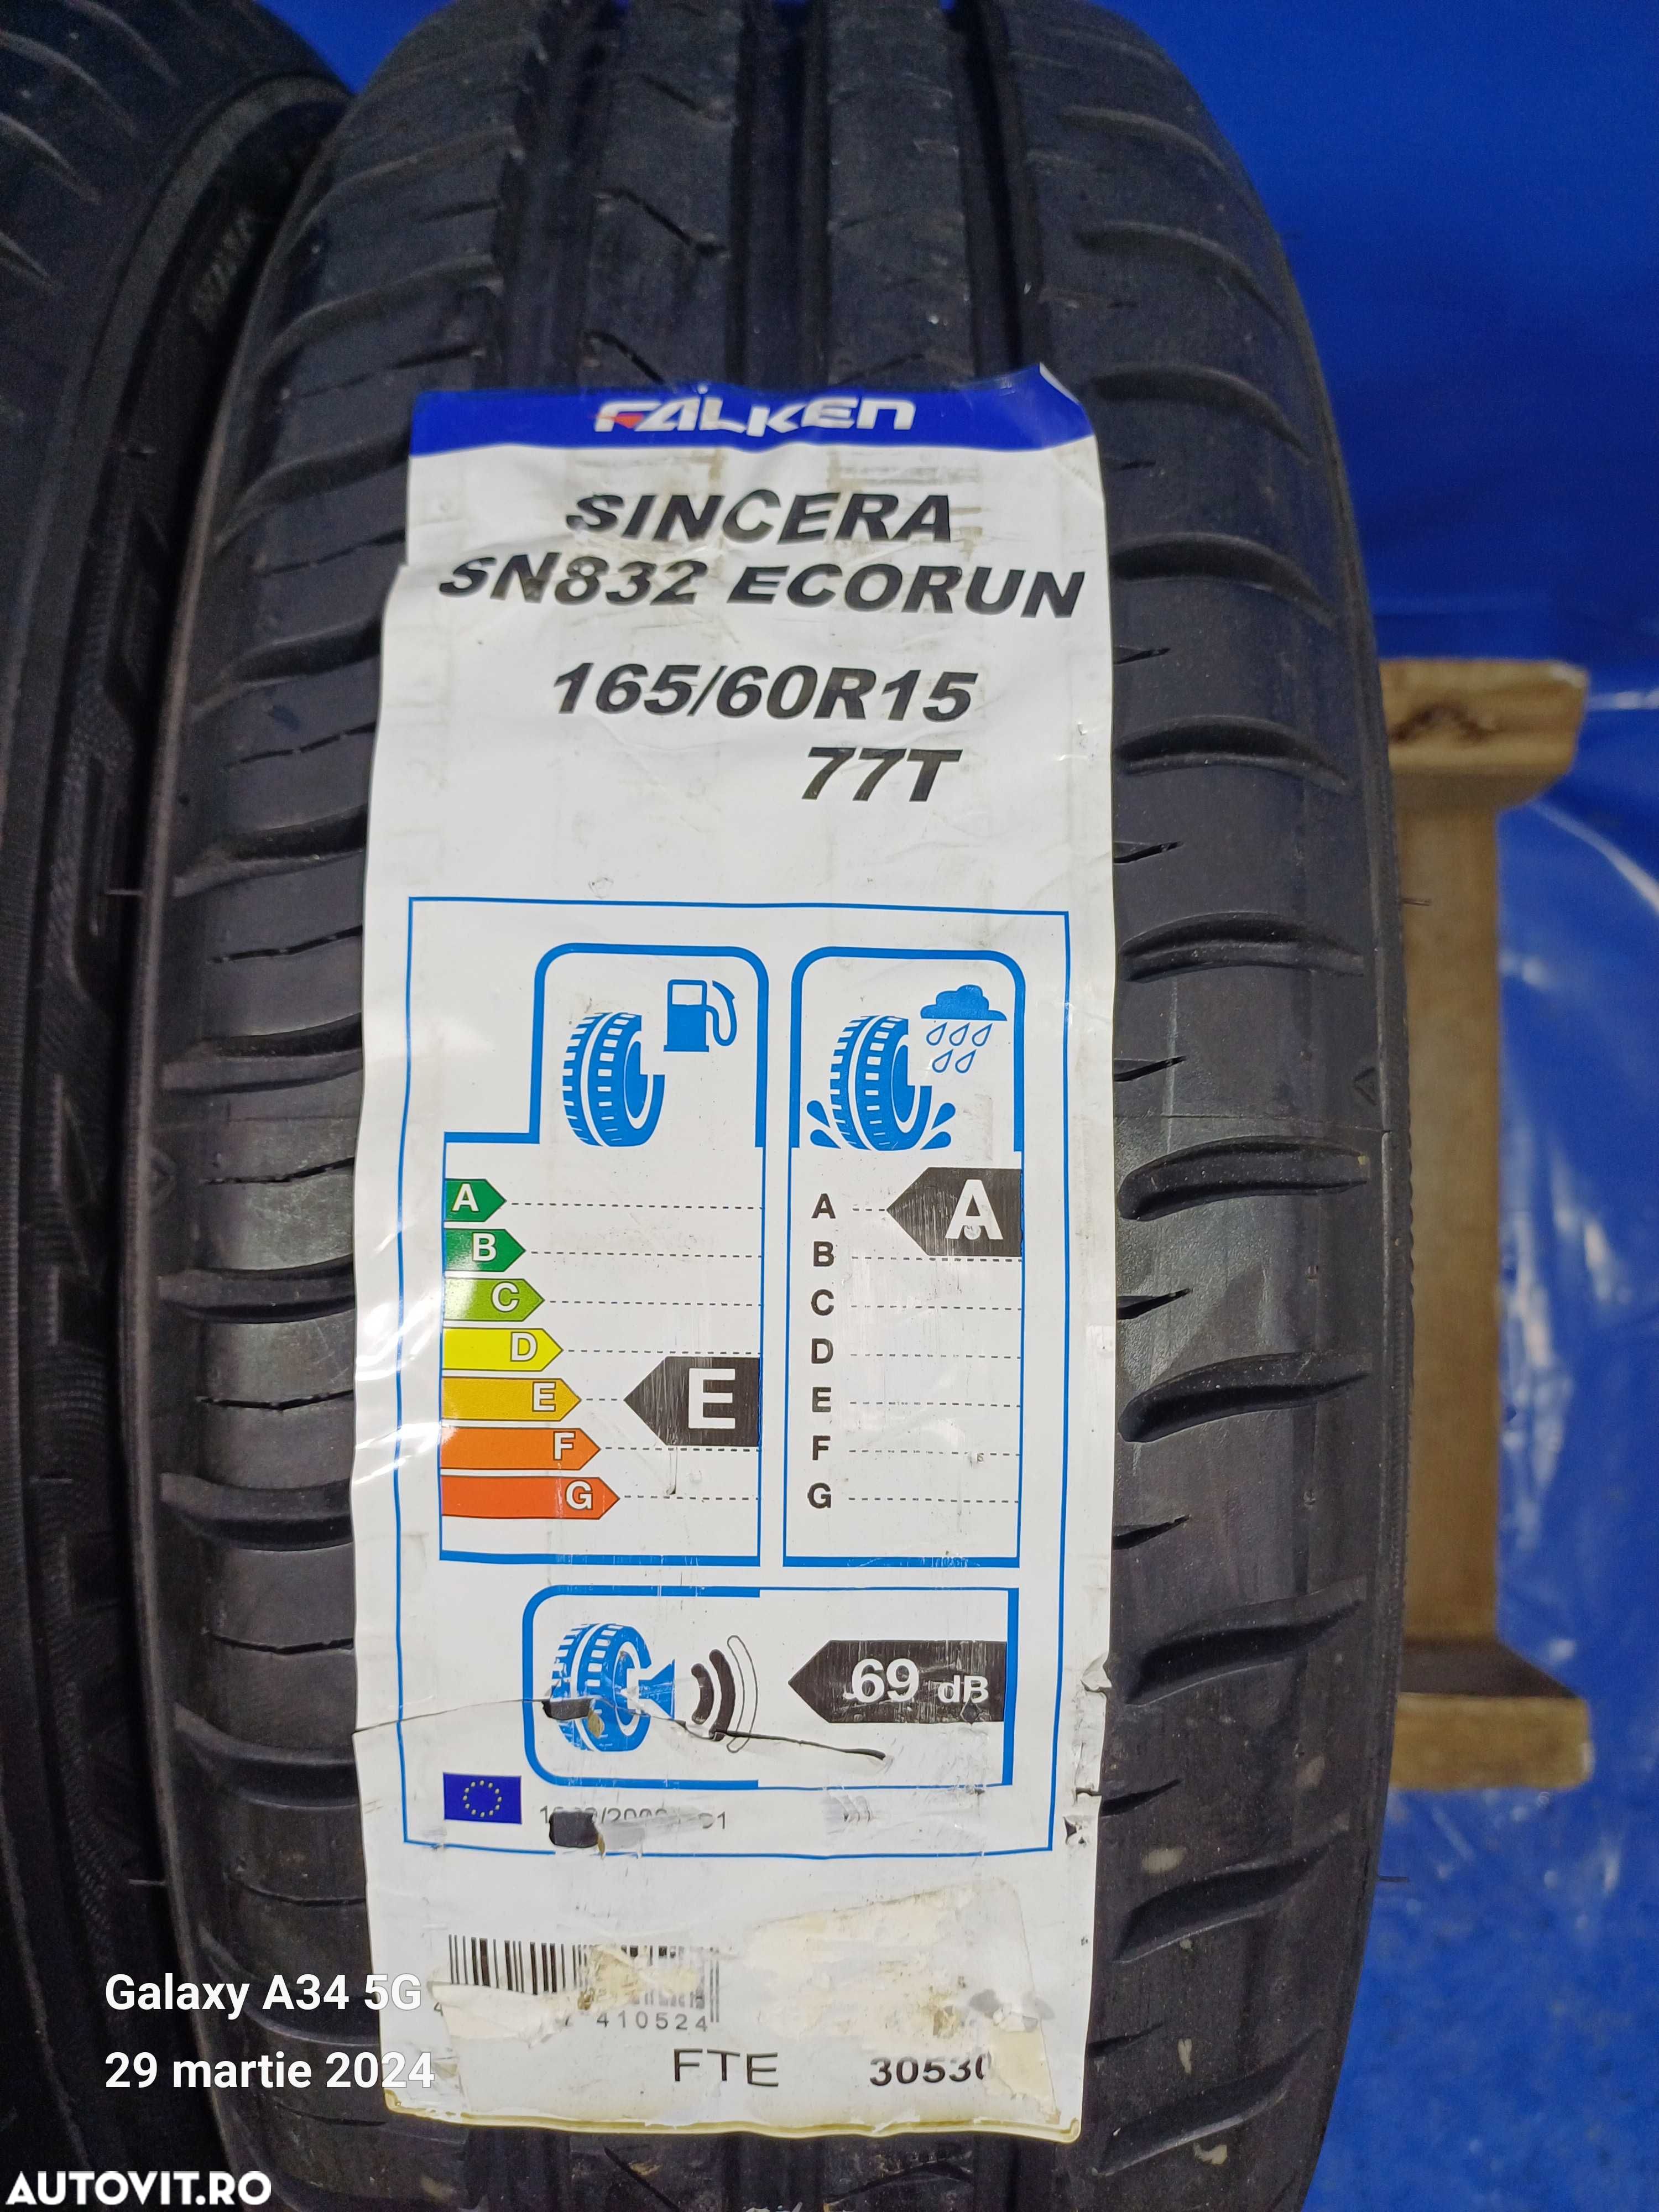 FALKEN
SINCERA
SN832 ECORUN
165/60R15
77T
A
B
C
D
E
F
G
E
A
B
C
D
E
F
G
A
69 dB
410524
FTE 3053
Galaxy A34 5G
29 martie 2024
AUTOVIT.RO